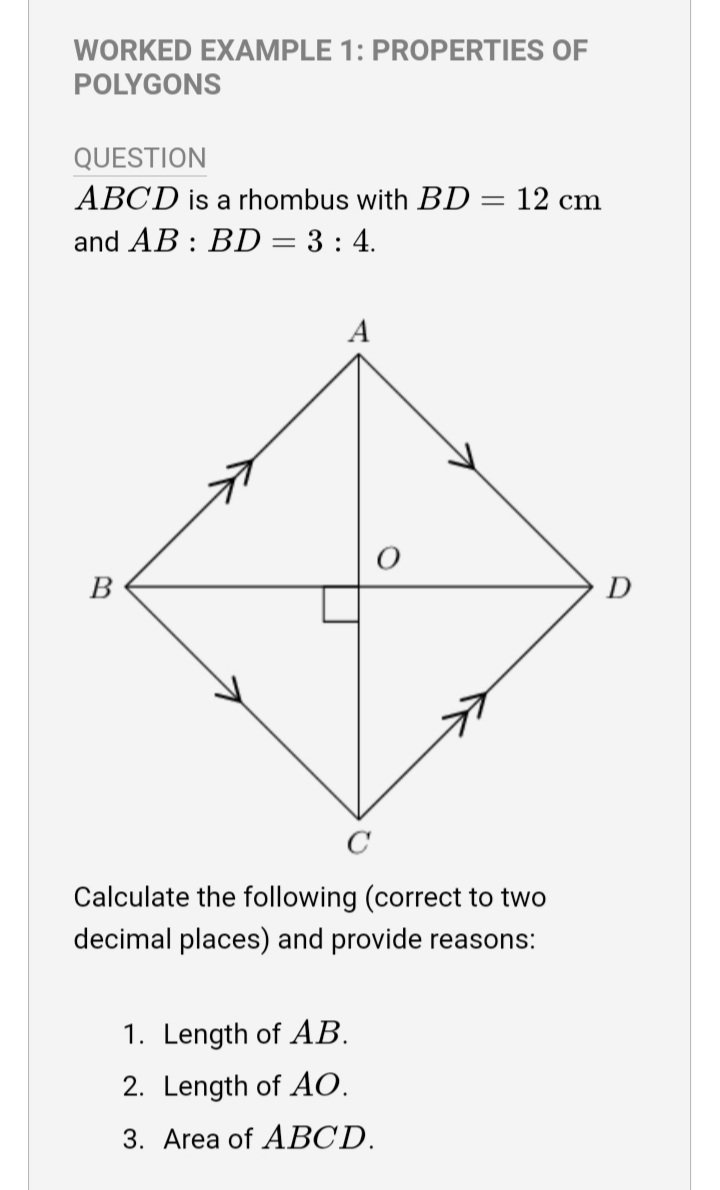 WORKED EXAMPLE 1: PROPERTIES OF
POLYGONS
QUESTION
ABCD is a rhombus with BD = 12 cm
and AB : BD = 3 : 4.
A
O
B
D
C
Calculate the following (correct to two
decimal places) and provide reasons:
1. Length of AB.
2. Length of AO.
3. Area of ABCD.